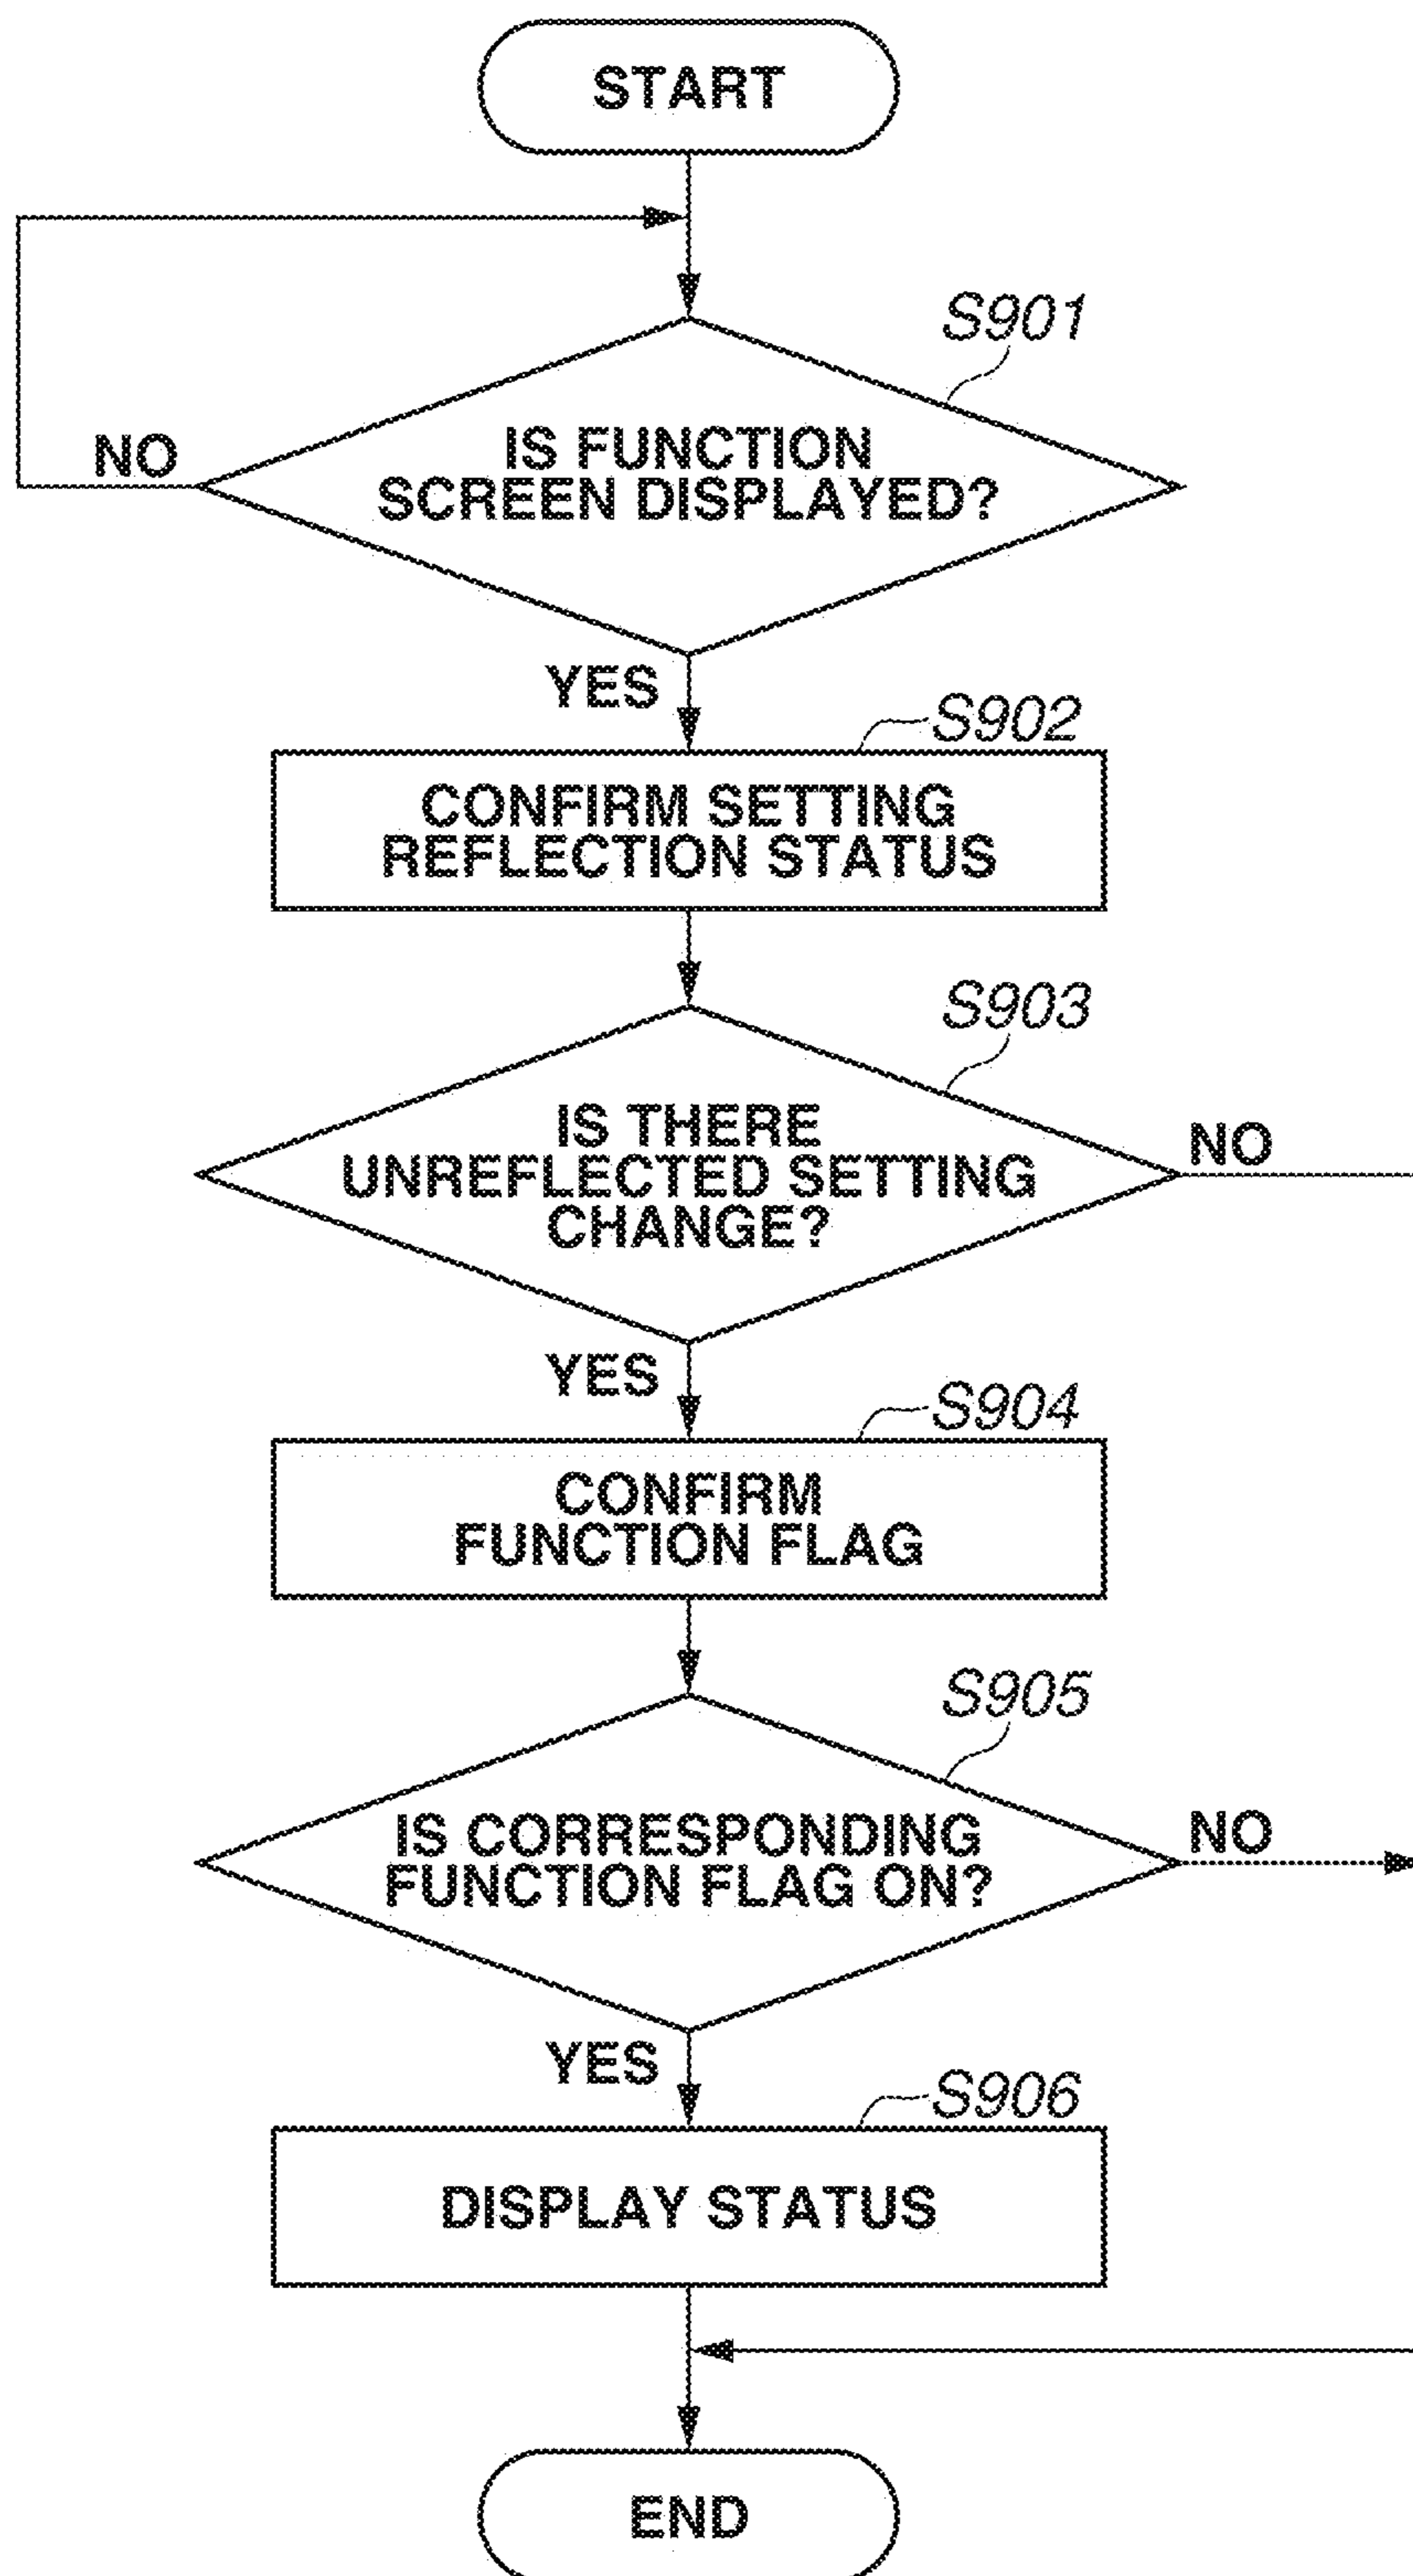 START
S901
IS FUNCTION
SCREEN DISPLAYED?
NO
YES
S902
CONFIRM SETTING
REFLECTION STATUS
S903
IS THERE
UNREFLECTED SETTING
CHANGE?
NO
YES
S904
CONFIRM
FUNCTION FLAG
S905
IS CORRESPONDING
FUNCTION FLAG ON?
NO
YES
S906
DISPLAY STATUS
END